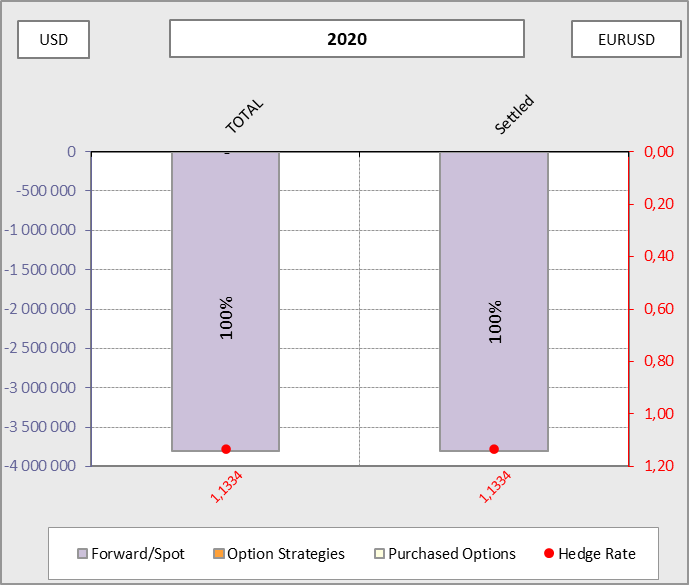 USD
2020
EURUSD
TOTAL
Settled
0
-500 000
-1 000 000
-1 500 000
-2 000 000
-2 500 000
-3 000 000
-3 500 000
-4 000 000
100%
100%
0,00
0,20
0,40
0,60
0,80
1,00
1,20
1,1334
1,1334
Forward/Spot
Option Strategies
Purchased Options
Hedge Rate